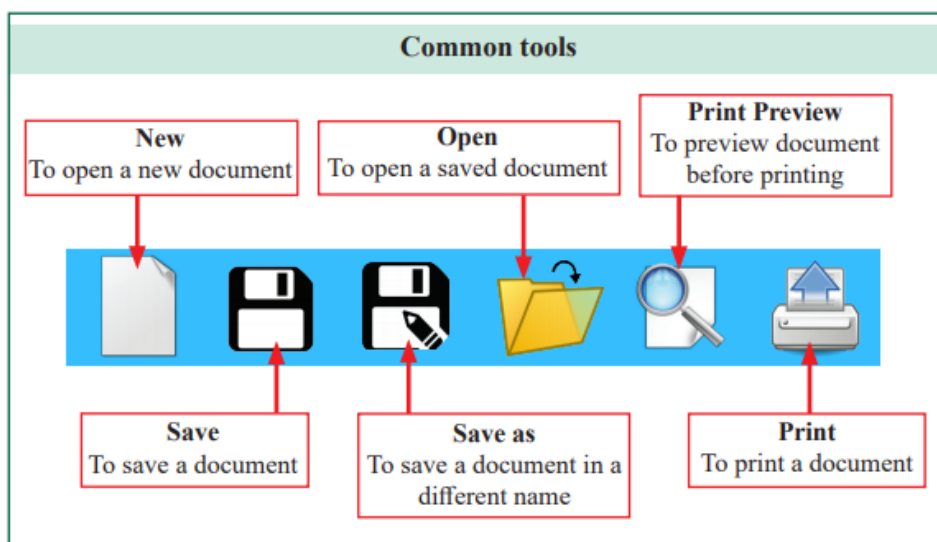 Common tools
New
To open a new document
Open
To open a saved document
Print Preview
To preview document
before printing
Save
To save a document
Save as
To save a document in a
different name
Print
To print a document